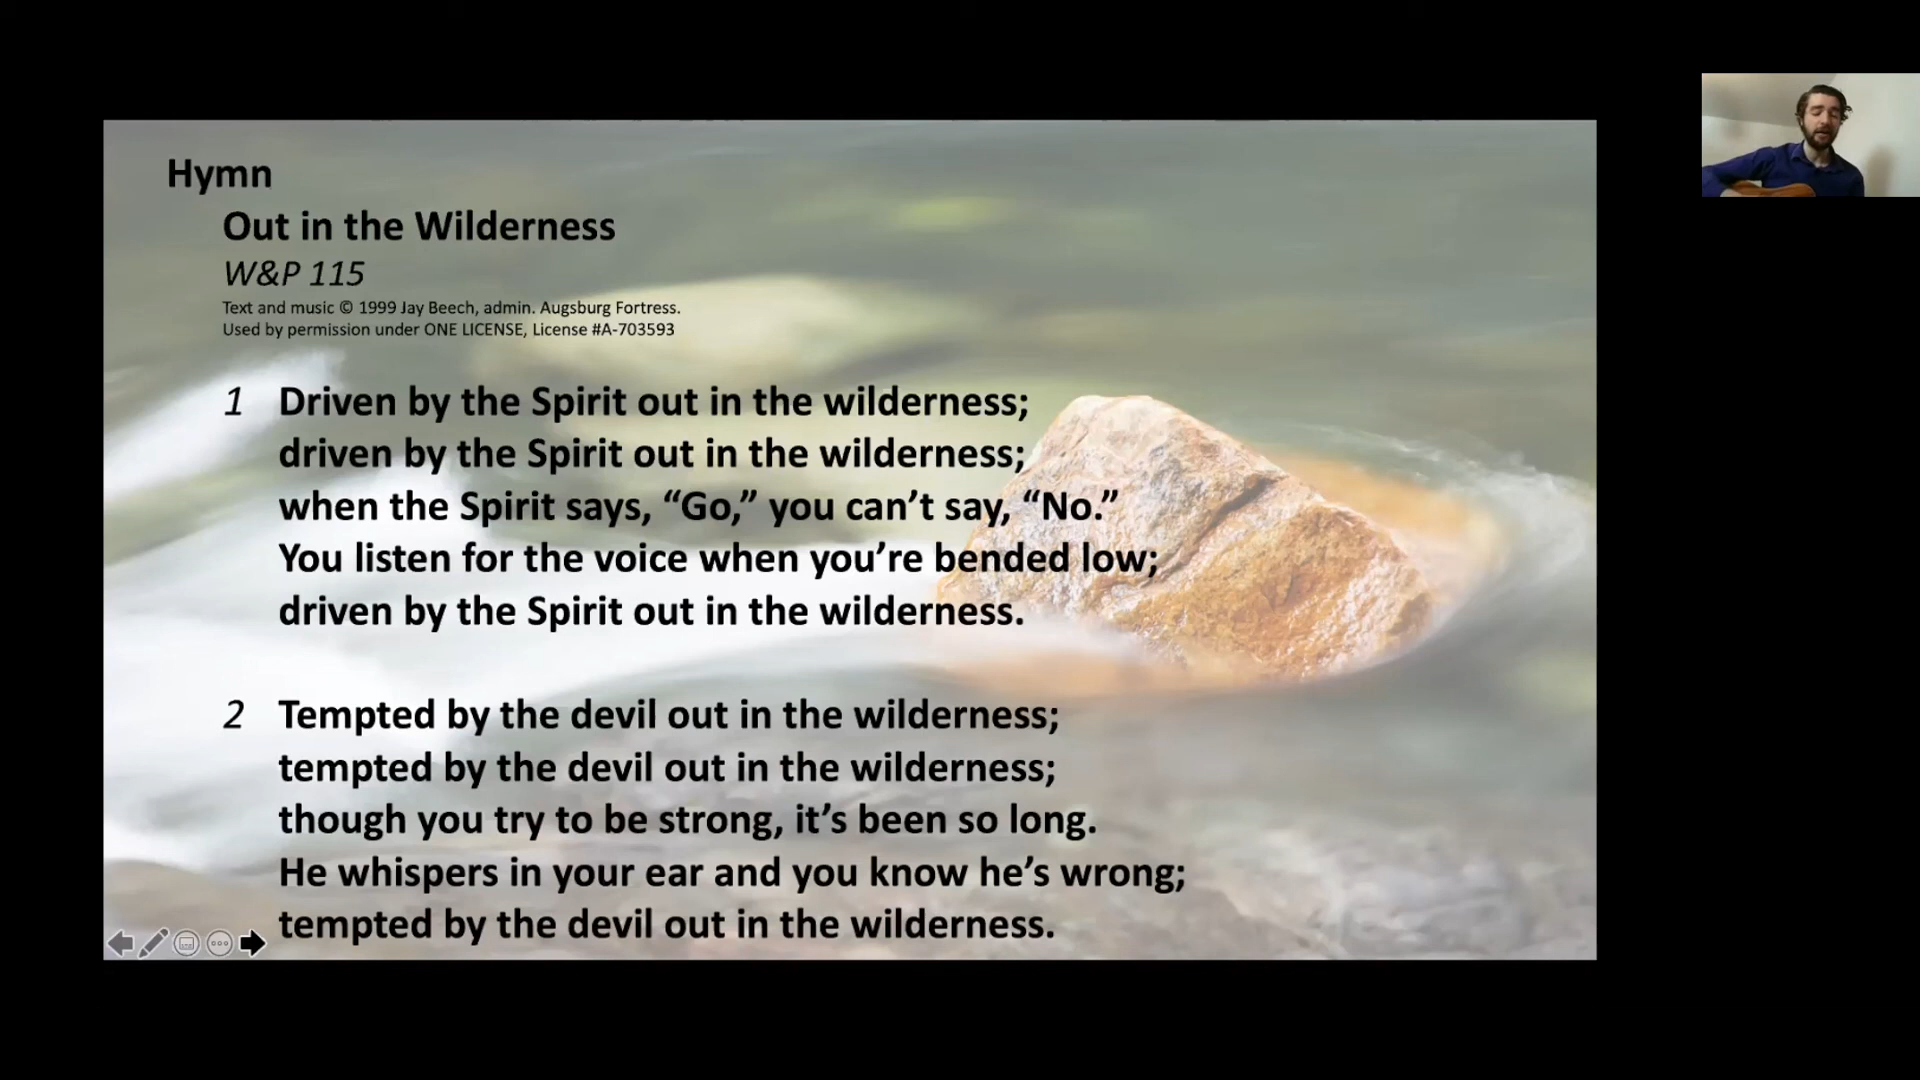 Hymn
Out in the Wilderness
W&P 115
Text and music © 1999 Jay Beech, admin. Augsburg Fortress.
Used by permission under ONE LICENSE, License #A-703593
1 Driven by the Spirit out in the wilderness;
driven by the Spirit out in the wilderness;
when the Spirit says, “Go,” you can’t say, “No.”
You listen for the voice when you’re bended low;
driven by the Spirit out in the wilderness.
2 Tempted by the devil out in the wilderness;
tempted by the devil out in the wilderness;
though you try to be strong, it’s been so long.
He whispers in your ear and you know he’s wrong;
tempted by the devil out in the wilderness.